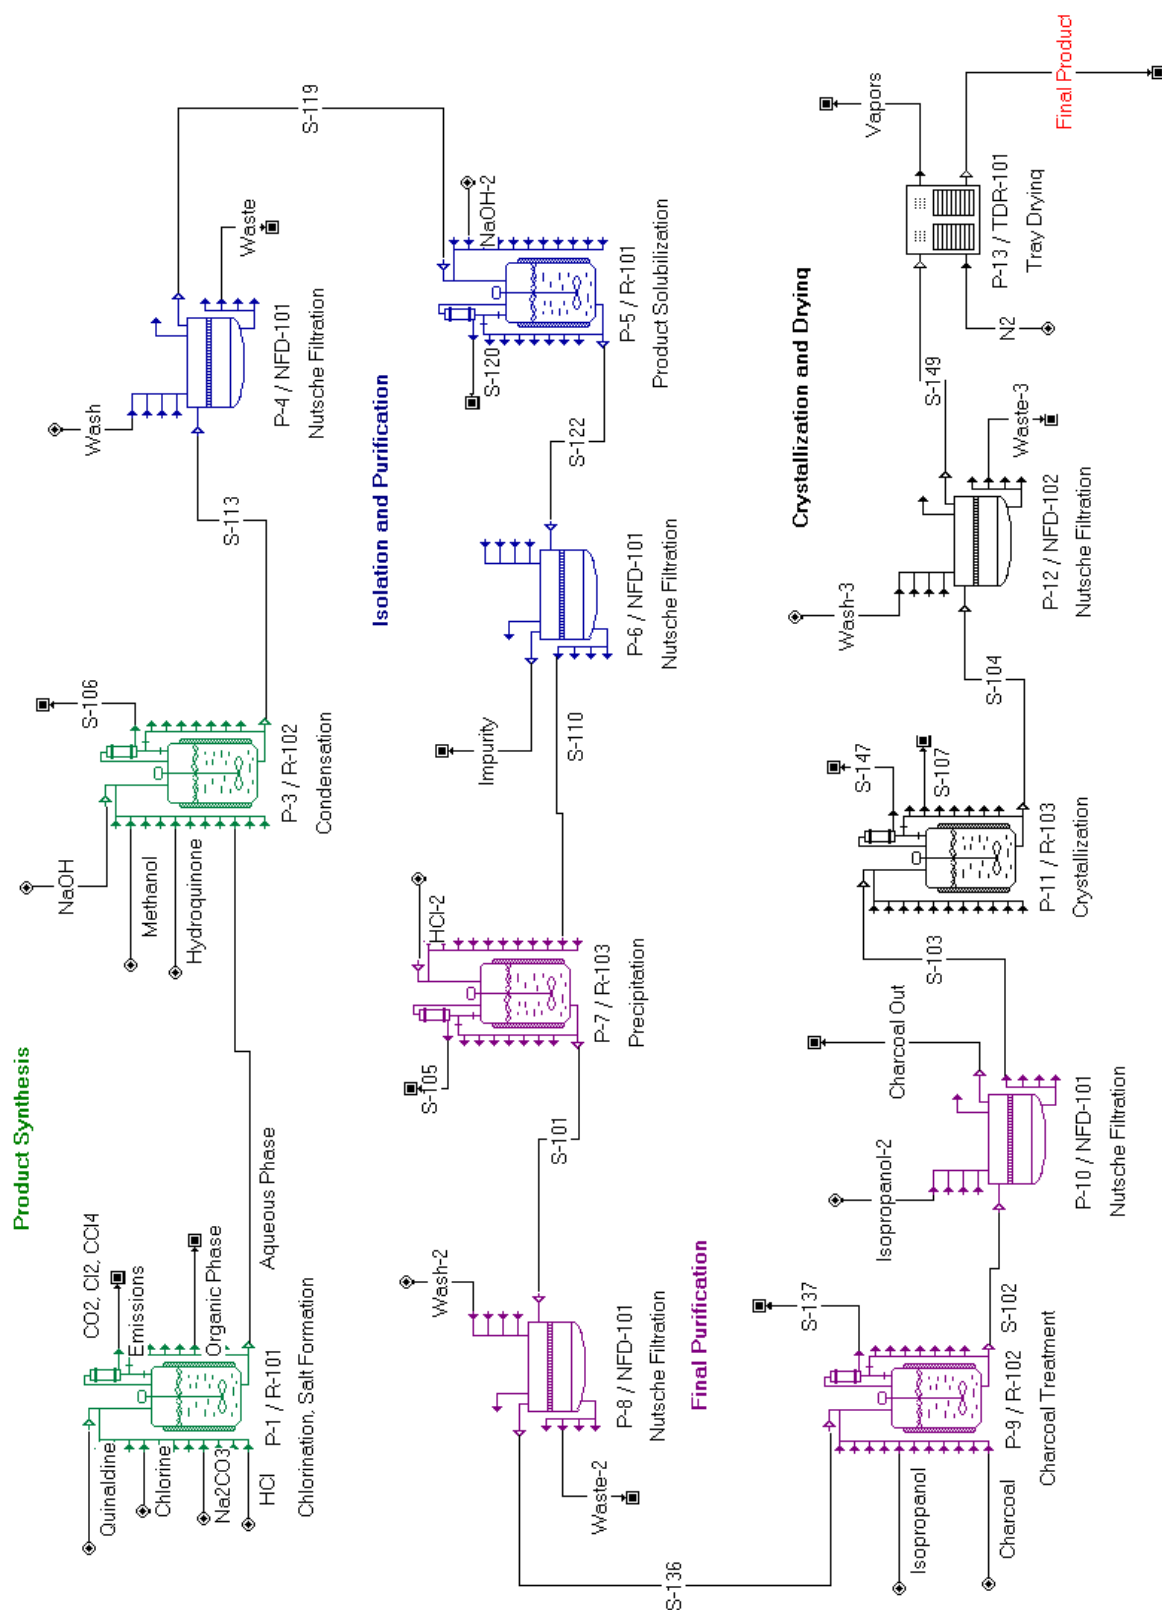 Product Synthesis
Quinaldine
Chlorine
Na2CO3
HCl
CO2, Cl2, CCl4
Emissions
Organic Phase
P-1 / R-101
Chlorination, Salt Formation
Aqueous Phase
NaOH
Methanol
Hydroquinone
S-106
P-3 / R-102
Condensation
S-113
Wash
Waste
P-4 / NFD-101
Nutsche Filtration
S-119
Isolation and Purification
NaOH-2
S-120
P-5 / R-101
Product Solubilization
S-122
P-6 / NFD-101
Nutsche Filtration
Impurity
S-110
HCl-2
S-105
P-7 / R-103
Precipitation
S-101
Wash-2
P-8 / NFD-101
Nutsche Filtration
Waste-2
S-136
Final Purification
Isopropanol
Charcoal
S-137
P-9 / R-102
Charcoal Treatment
S-102
Isopropanol-2
Charcoal Out
P-10 / NFD-101
Nutsche Filtration
S-103
S-147
S-107
P-11 / R-103
Crystallization
S-104
Crystallization and Drying
Wash-3
Waste-3
P-12 / NFD-102
Nutsche Filtration
S-149
N2
Vapors
P-13 / TDR-101
Tray Drying
Final Product